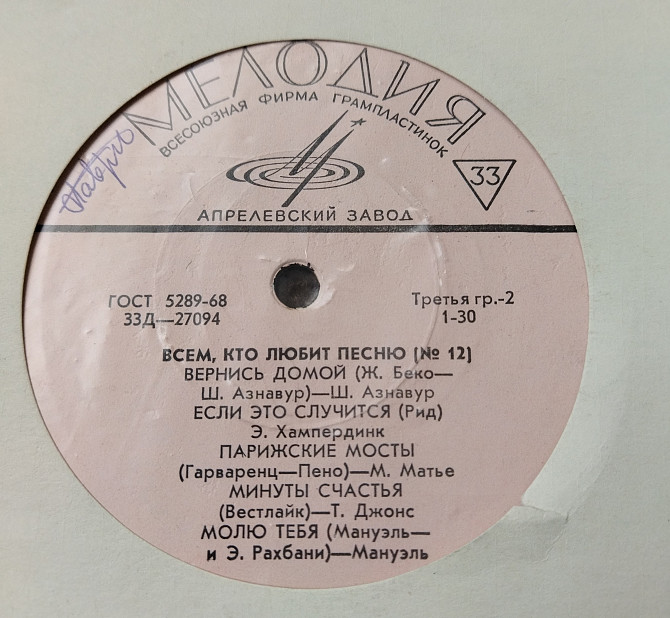 МЕЛОДИЯ
ВСЕСОЮЗНАЯ ФИРМА ГРАМПЛАСТИНОК
33
АПРЕЛЕВСКИЙ ЗАВОД
ГОСТ 5289-68
33Д—27094
Третья гр.-2
1-30
ВСЕМ, КТО ЛЮБИТ ПЕСНЮ (№ 12)
ВЕРНИСЬ ДОМОЙ (Ж. Беко—
Ш. Азнавур)—Ш. Азнавур
ЕСЛИ ЭТО СЛУЧИТСЯ (Рид)
Э. Хампердинк
ПАРИЖСКИЕ МОСТЫ
(Гарваренц—Пено)—М. Матье
МИНУТЫ СЧАСТЬЯ
(Вестлайк)—Т. Джонс
МОЛЮ ТЕБЯ (Мануэль—
и Э. Рахбани)—Мануэль